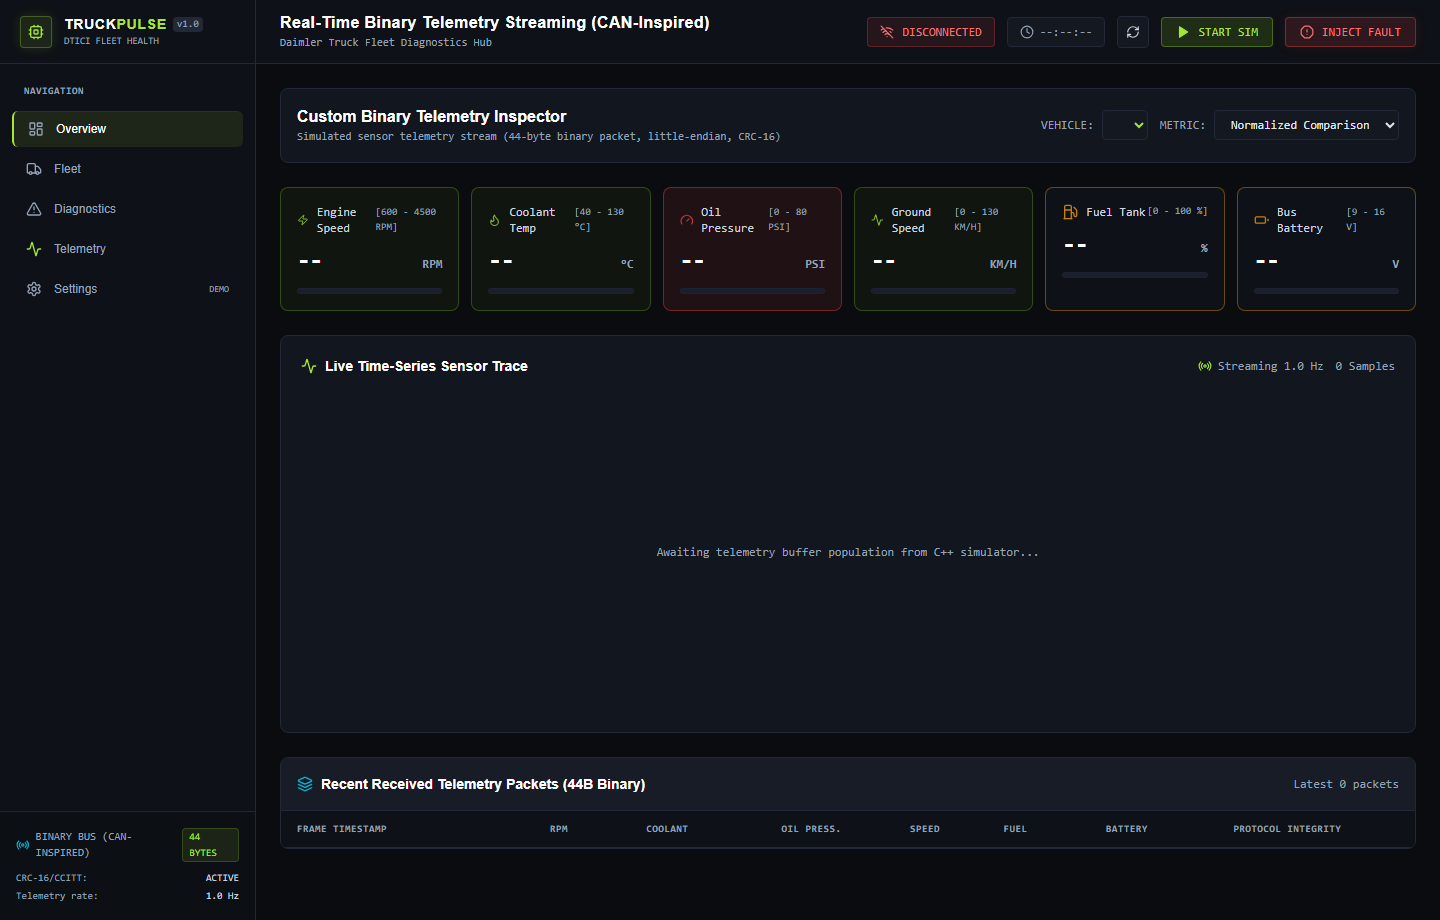 TRUCKPULSE v1.0
DTICI FLEET HEALTH
Real-Time Binary Telemetry Streaming (CAN-Inspired)
Daimler Truck Fleet Diagnostics Hub
DISCONNECTED
--:--:--
START SIM
INJECT FAULT
NAVIGATION
Overview
Fleet
Diagnostics
Telemetry
Settings DEMO
BINARY BUS (CAN-
INSPIRED)
44
BYTES
CRC-16/CCITT: ACTIVE
Telemetry rate: 1.0 Hz
Custom Binary Telemetry Inspector
Simulated sensor telemetry stream (44-byte binary packet, little-endian, CRC-16)
VEHICLE:
METRIC: Normalized Comparison
Engine
Speed
[600 - 4500
RPM]
-- RPM
Coolant
Temp
[40 - 130
°C]
-- °C
Oil
Pressure
[0 - 80
PSI]
-- PSI
Ground
Speed
[0 - 130
KM/H]
-- KM/H
Fuel Tank [0 - 100 %]
-- %
Bus
Battery
[9 - 16
V]
-- V
Live Time-Series Sensor Trace
Streaming 1.0 Hz 0 Samples
Awaiting telemetry buffer population from C++ simulator...
Recent Received Telemetry Packets (44B Binary)
Latest 0 packets
FRAME TIMESTAMP RPM COOLANT OIL PRESS. SPEED FUEL BATTERY PROTOCOL INTEGRITY